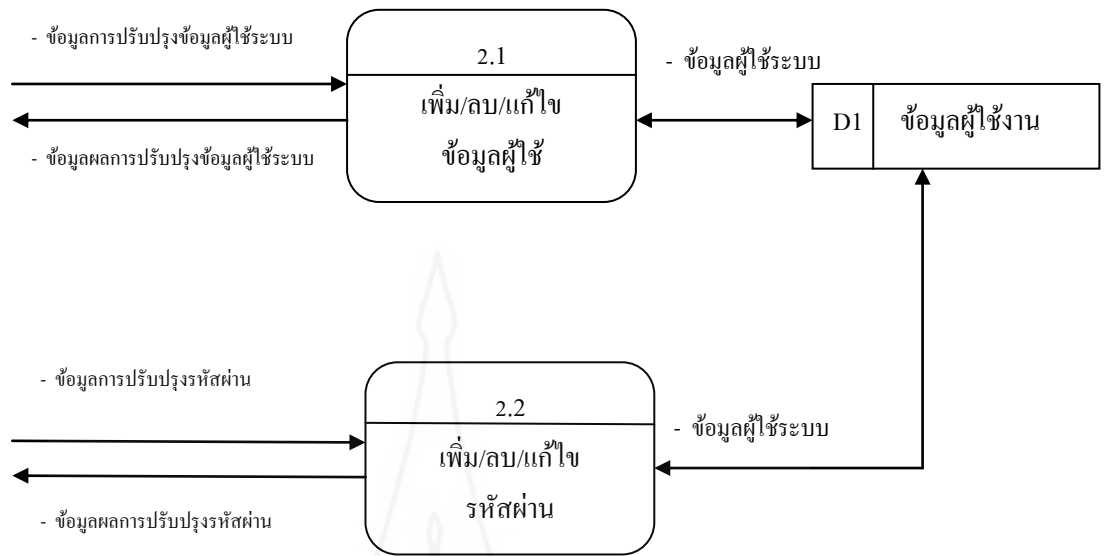 - ข้อมูลการปรับปรุงข้อมูลผู้ใช้ระบบ
2.1
- ข้อมูลผู้ใช้ระบบ
เพิ่ม/ลบ/แก้ไข
ข้อมูลผู้ใช้
D1 ข้อมูลผู้ใช้งาน
- ข้อมูลผลการปรับปรุงข้อมูลผู้ใช้ระบบ
- ข้อมูลการปรับปรุงรหัสผ่าน
2.2
- ข้อมูลผู้ใช้ระบบ
เพิ่ม/ลบ/แก้ไข
รหัสผ่าน
- ข้อมูลผลการปรับปรุงรหัสผ่าน